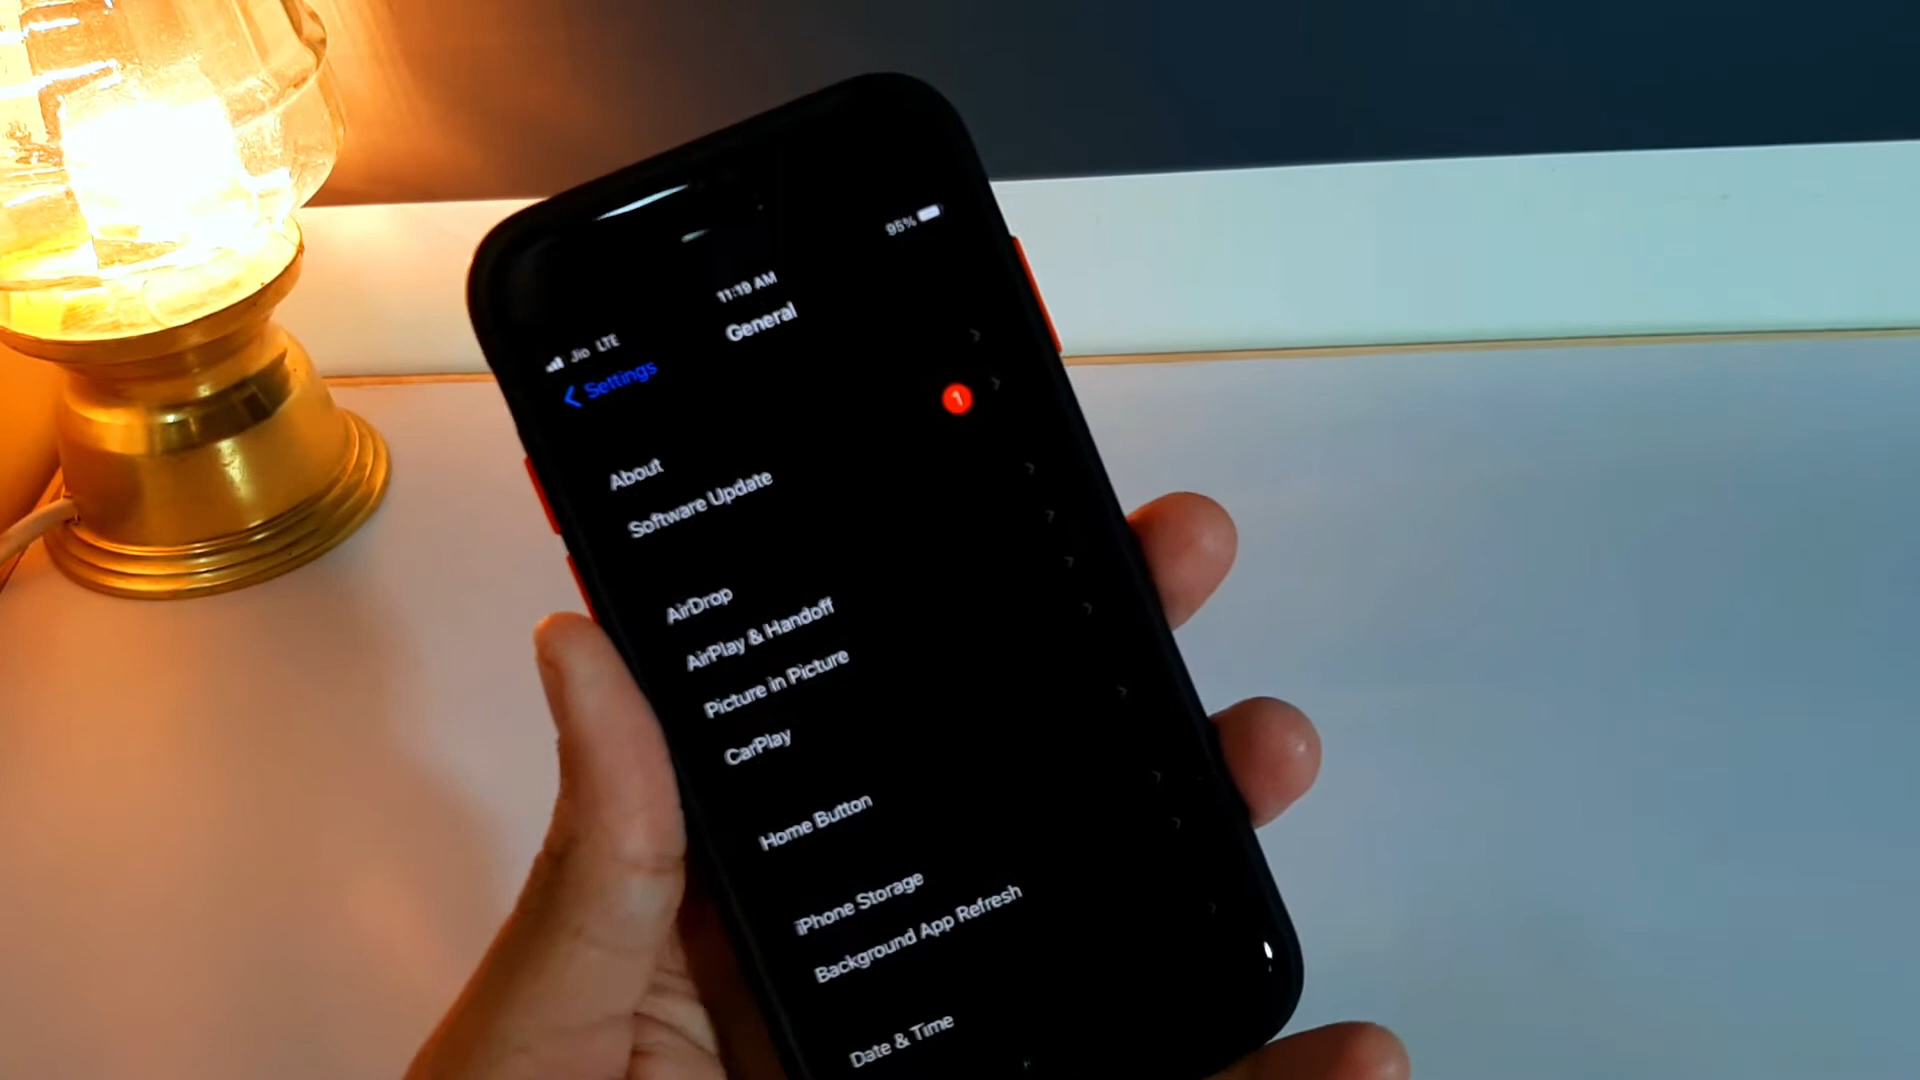 95%
11:19 AM
Jio LTE
General
Settings
1
About
Software Update
AirDrop
AirPlay & Handoff
Picture in Picture
CarPlay
Home Button
iPhone Storage
Background App Refresh
Date & Time